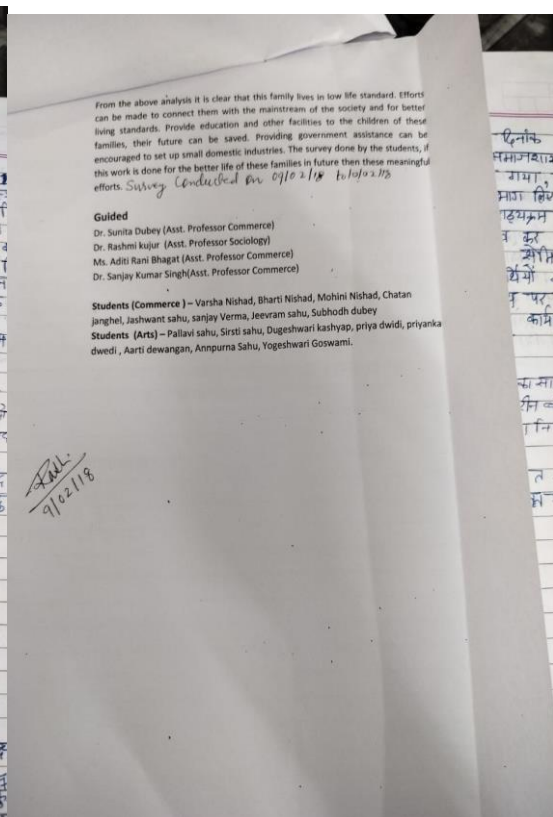 From the above analysis it is clear that this family lives in low life standard. Efforts
can be made to connect them with the mainstream of the society and for better
living standards. Provide education and other facilities to the children of these
families, their future can be saved. Providing government assistance can be
encouraged to set up small domestic industries. The survey done by the students, if
this work is done for the better life of these families in future then these meaningful
efforts. Survey Conducted on 09/02/18 to 10/02/18
Guided
Dr. Sunita Dubey (Asst. Professor Commerce)
Dr. Rashmi kujur (Asst. Professor Sociology)
Ms. Aditi Rani Bhagat (Asst. Professor Commerce)
Dr. Sanjay Kumar Singh(Asst. Professor Commerce)
Students (Commerce ) – Varsha Nishad, Bharti Nishad, Mohini Nishad, Chatan
janghel, Jashwant sahu, sanjay Verma, Jeevram sahu, Subhodh dubey
Students (Arts) – Pallavi sahu, Sirsti sahu, Dugeshwari kashyap, priya dwidi, priyanka
dwedi , Aarti dewangan, Annpurna Sahu, Yogeshwari Goswami.
9/02/18
दिनांक
गया,
भाग
कर
पर
कार्य